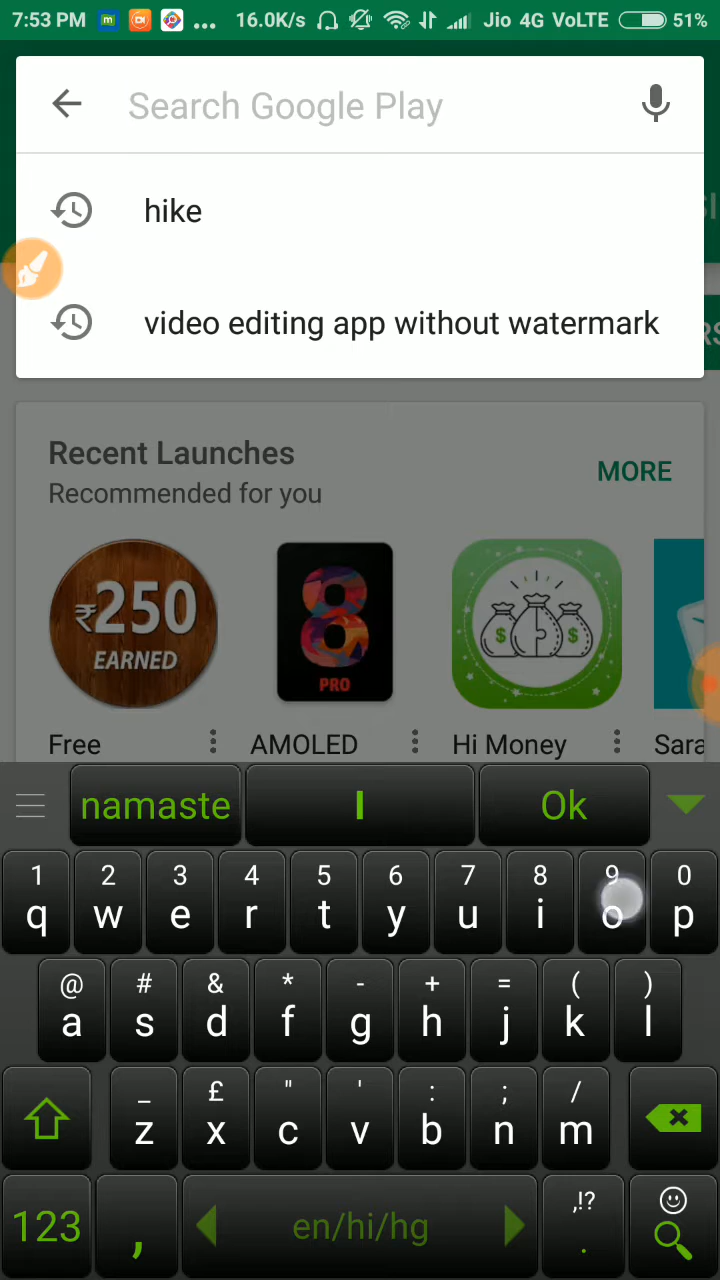 7:53 PM m ... 16.0K/s Jio 4G VoLTE 51%
Search Google Play
hike
video editing app without watermark
Recent Launches
Recommended for you
MORE
₹250
EARNED
8
PRO
$ $
Free
AMOLED
Hi Money
Sara
namaste I Ok
1 2 3 4 5 6 7 8 9 0
q w e r t y u i o p
@ # & * - + = ( )
a s d f g h j k l
_ £ " ' : ; /
z x c v b n m
,!?
123 , en/hi/hg .